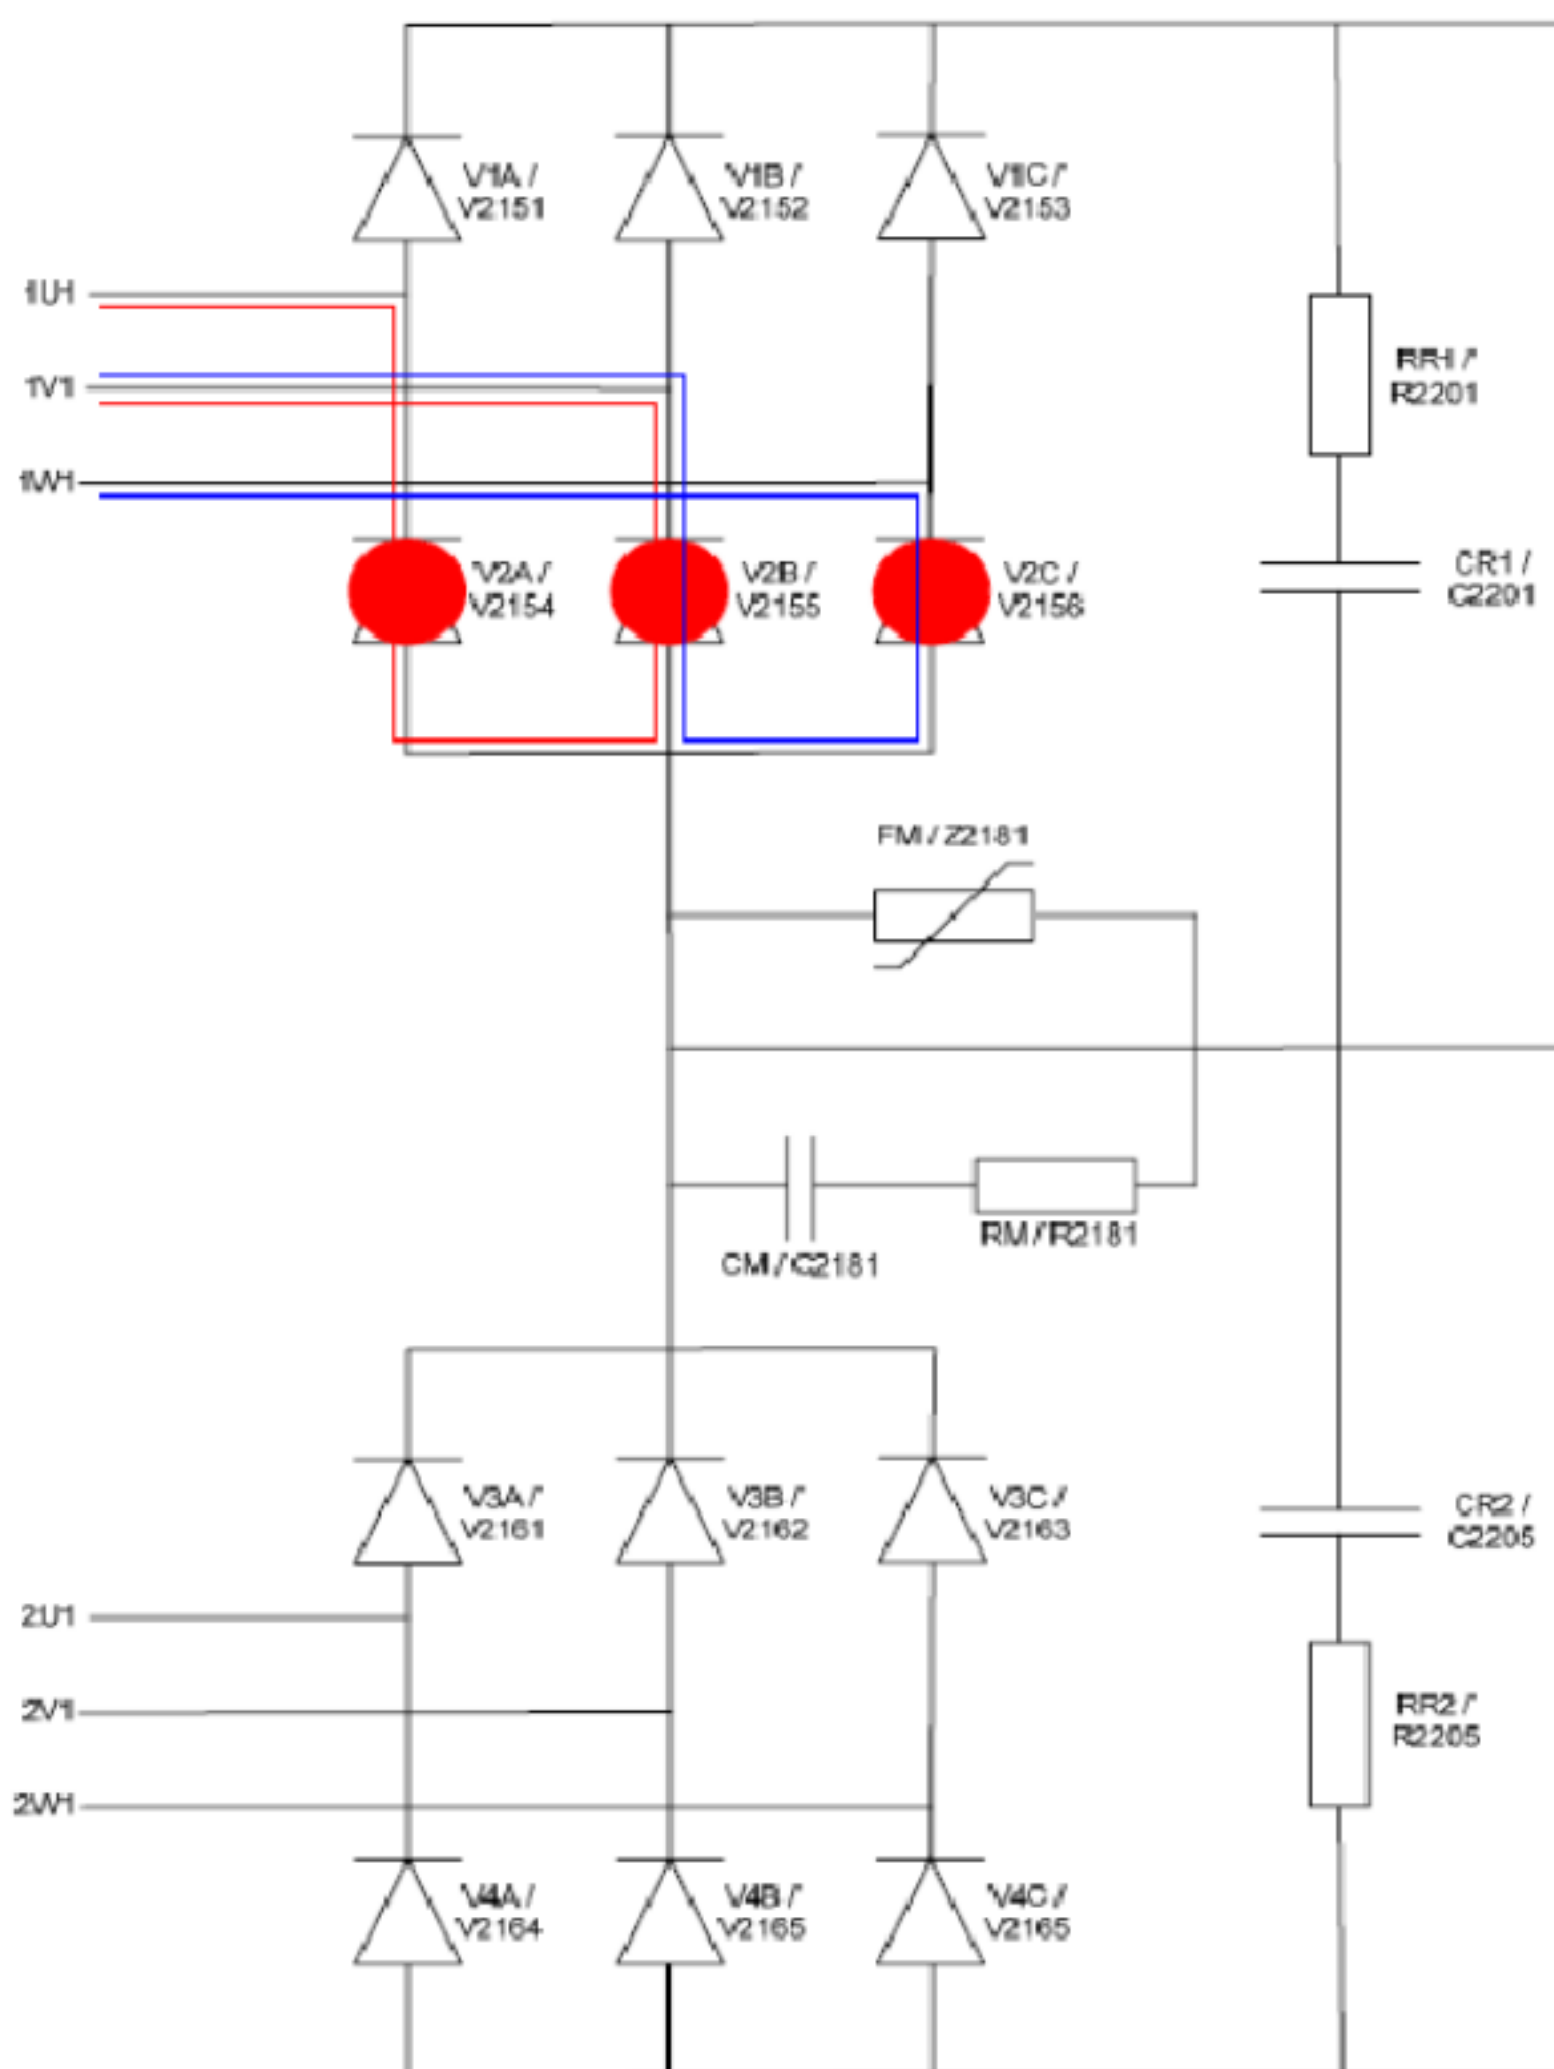 V1A /
V2151
V1B /
V2152
V1C /
V2153
1U1
1V1
1W1
RR1 /
R2201
V2A /
V2154
V2B /
V2155
V2C /
V2156
CR1 /
C2201
FM / Z2181
RM / R2181
CM / C2181
V3A /
V2161
V3B /
V2162
V3C /
V2163
CR2 /
C2205
2U1
2V1
2W1
RR2 /
R2205
V4A /
V2164
V4B /
V2165
V4C /
V2165